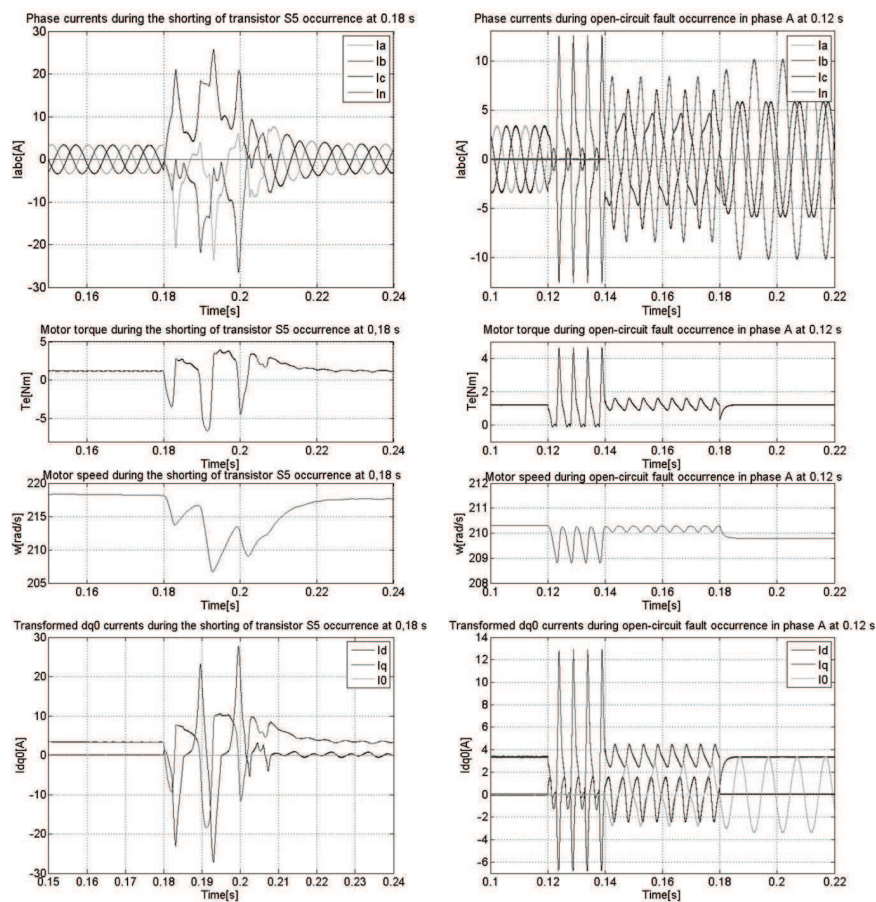 Phase currents during the shorting of transistor S5 occurrence at 0.18 s
Iabc[A]
30
20
10
0
-10
-20
-30
Ia
Ib
Ic
In
0.16 0.18 0.2 0.22 0.24
Time[s]
Motor torque during the shorting of transistor S5 occurrence at 0,18 s
Te[Nm]
5
0
-5
0.16 0.18 0.2 0.22 0.24
Time[s]
Motor speed during the shorting of transistor S5 occurrence at 0,18 s
w[rad/s]
220
215
210
205
0.16 0.18 0.2 0.22 0.24
Time[s]
Transformed dq0 currents during the shorting of transistor S5 occurrence at 0,18 s
Idq0[A]
30
20
10
0
-10
-20
-30
Id
Iq
I0
0.15 0.16 0.17 0.18 0.19 0.2 0.21 0.22 0.23 0.24
Time[s]
Phase currents during open-circuit fault occurrence in phase A at 0.12 s
Iabc[A]
10
5
0
-5
-10
Ia
Ib
Ic
In
0.1 0.12 0.14 0.16 0.18 0.2 0.22
Time[s]
Motor torque during open-circuit fault occurrence in phase A at 0.12 s
Te[Nm]
4
2
0
0.1 0.12 0.14 0.16 0.18 0.2 0.22
Time[s]
Motor speed during open-circuit fault occurrence in phase A at 0.12 s
w[rad/s]
212
211
210
209
208
0.1 0.12 0.14 0.16 0.18 0.2 0.22
Time[s]
Transformed dq0 currents during open-circuit fault occurrence in phase A at 0.12 s
Idq0[A]
14
12
10
8
6
4
2
0
-2
-4
-6
Id
Iq
I0
0.1 0.12 0.14 0.16 0.18 0.2 0.22
Time[s]